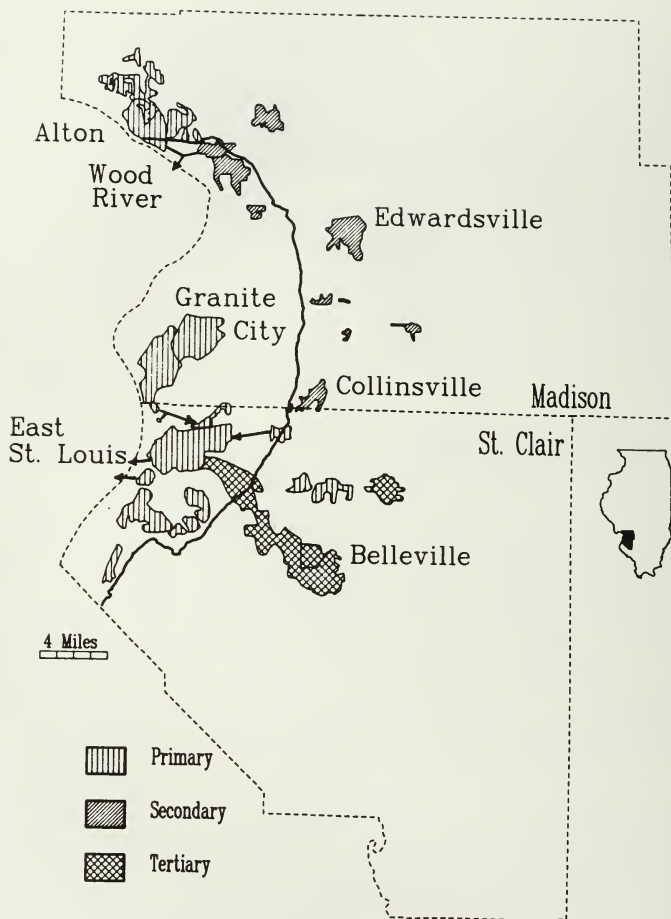 Alton
Wood
River
Edwardsville
Granite
City
Collinsville
Madison
East
St. Louis
St. Clair
Belleville
4 Miles
Primary
Secondary
Tertiary